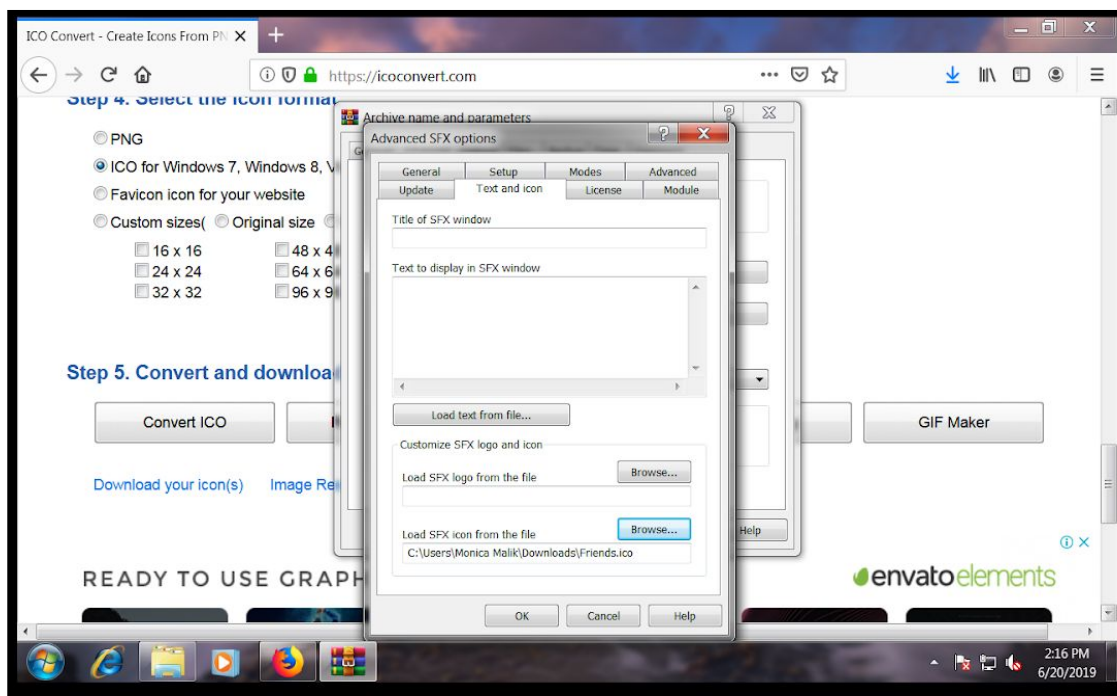 ICO Convert - Create Icons From PN
https://icoconvert.com
Step 4. Select the icon format
PNG
ICO for Windows 7, Windows 8, V
Favicon icon for your website
Custom sizes( Original size
16 x 16 48 x 4
24 x 24 64 x 6
32 x 32 96 x 9
Step 5. Convert and downloa
Convert ICO
GIF Maker
Download your icon(s) Image Re
READY TO USE GRAPH
envato elements
Archive name and parameters
Help
Advanced SFX options
General Setup Modes Advanced
Update Text and icon License Module
Title of SFX window
Text to display in SFX window
Load text from file...
Customize SFX logo and icon
Load SFX logo from the file
Browse...
Load SFX icon from the file
Browse...
C:\Users\Monica Malik\Downloads\Friends.ico
OK Cancel Help
2:16 PM
6/20/2019